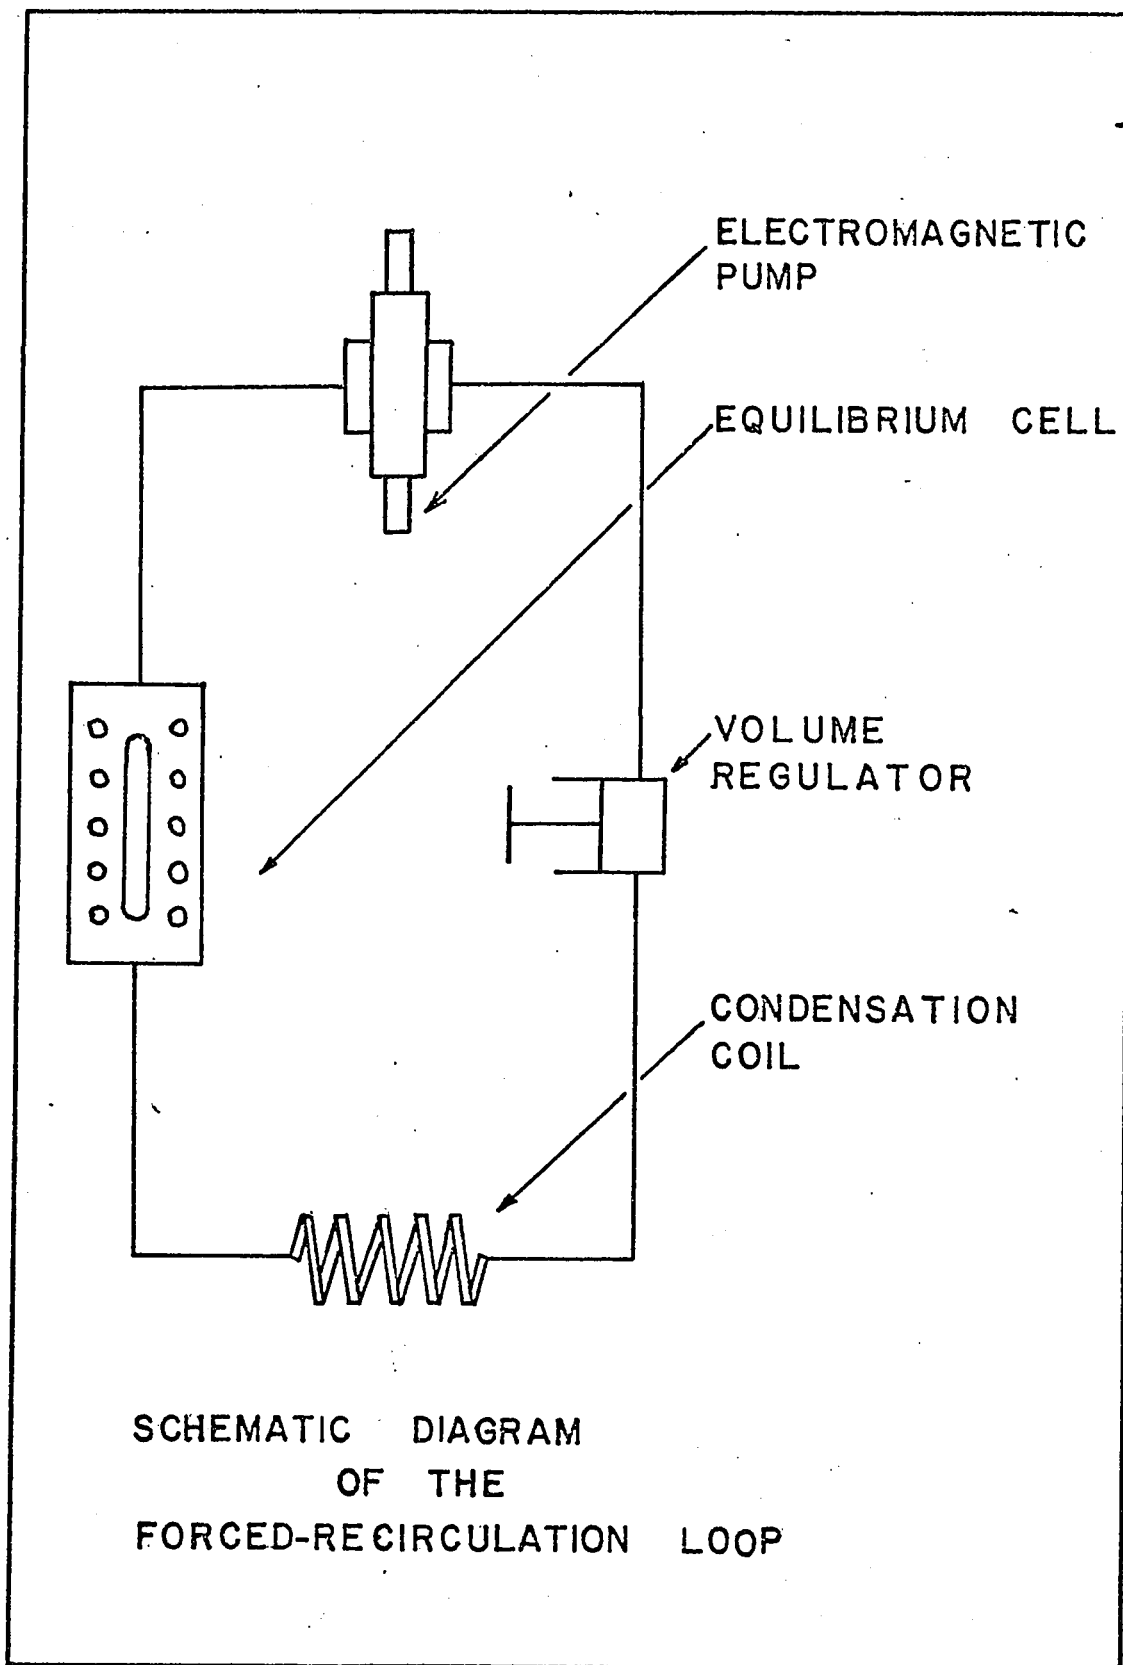 ELECTROMAGNETIC
PUMP
EQUILIBRIUM CELL
VOLUME
REGULATOR
CONDENSATION
COIL
SCHEMATIC DIAGRAM
OF THE
FORCED-RECIRCULATION LOOP